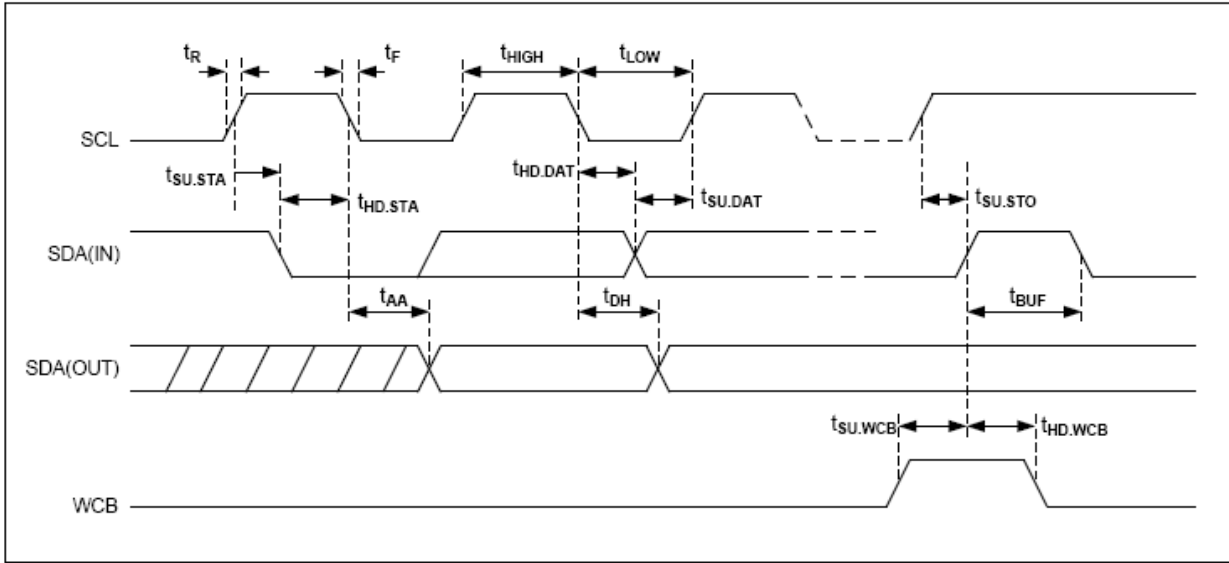 tR
tF
tHIGH
tLOW
SCL
tSU.STA
tHD.STA
tHD.DAT
tSU.DAT
tSU.STO
SDA(IN)
tAA
tDH
tBUF
SDA(OUT)
tSU.WCB
tHD.WCB
WCB